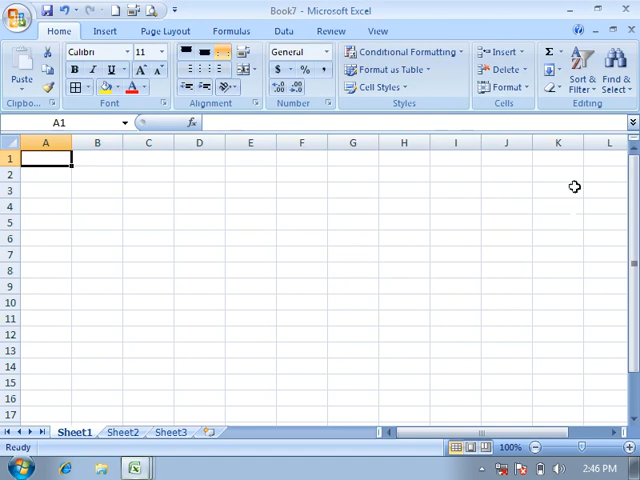 Book7 - Microsoft Excel
Home Insert Page Layout Formulas Data Review View
Paste
Calibri 11
B I U A A
A
General
$ % ,
Conditional Formatting
Format as Table
Cell Styles
Insert
Delete
Format
Σ
Sort & Filter
Find & Select
Clipboard... Font Alignment Number Styles Cells Editing
A1 fx
A B C D E F G H I J K L
1
2
3
4
5
6
7
8
9
10
11
12
13
14
15
16
17
Sheet1 Sheet2 Sheet3
Ready 100%
2:46 PM